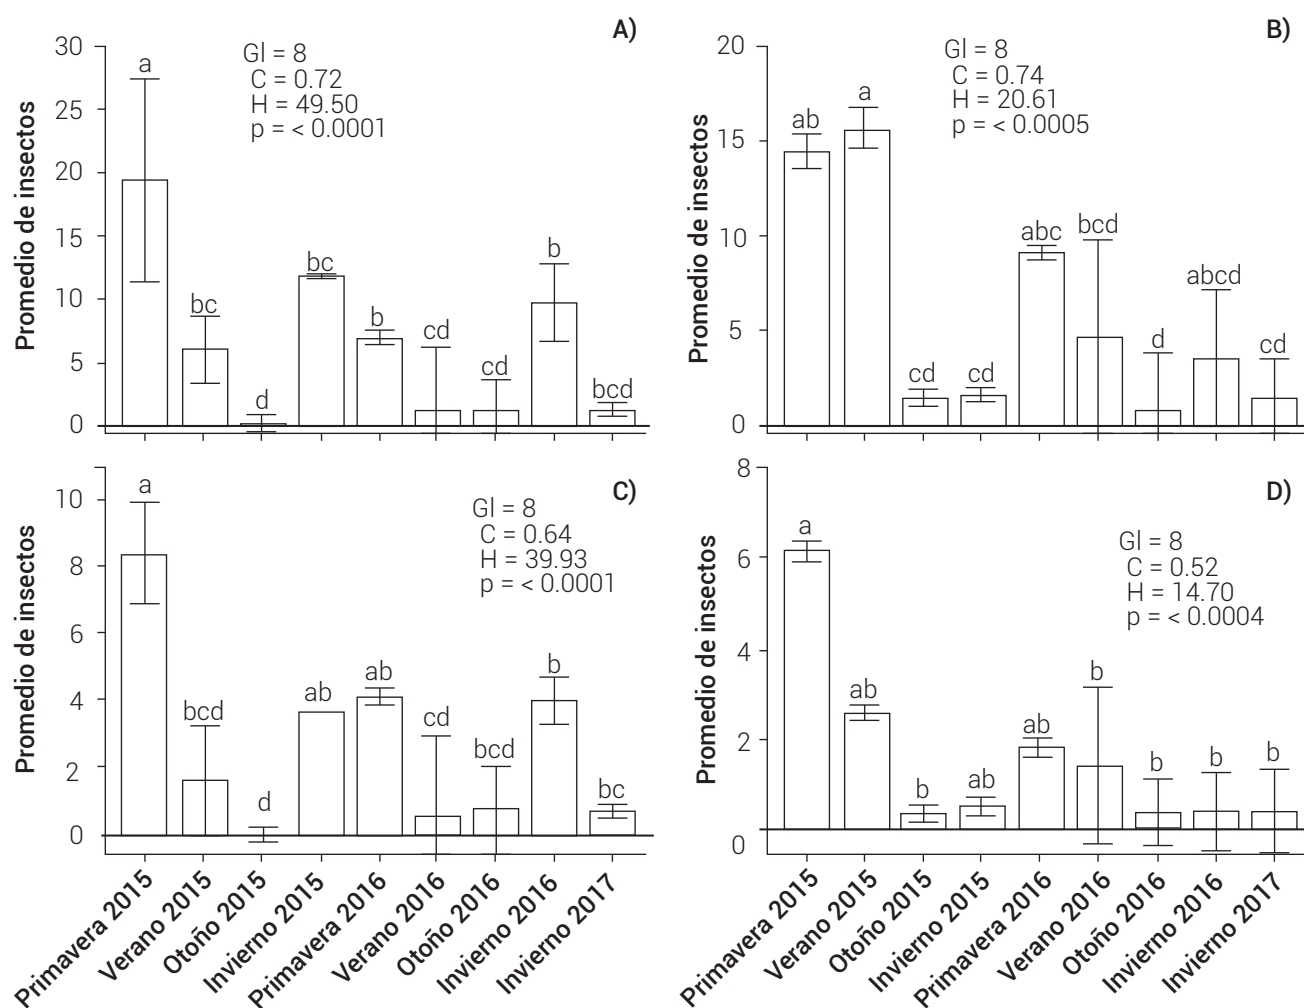 A)
Promedio de insectos
30
25
20
15
10
5
0
Gl = 8
C = 0.72
H = 49.50
p = < 0.0001
a
bc
d
bc
b
cd
cd
b
bcd
B)
Promedio de insectos
20
15
10
5
0
Gl = 8
C = 0.74
H = 20.61
p = < 0.0005
ab
a
cd
cd
abc
bcd
d
abcd
cd
C)
Promedio de insectos
10
8
6
4
2
0
Gl = 8
C = 0.64
H = 39.93
p = < 0.0001
a
bcd
d
ab
ab
cd
bcd
b
bc
Primavera 2015
Verano 2015
Otoño 2015
Invierno 2015
Primavera 2016
Verano 2016
Otoño 2016
Invierno 2016
Invierno 2017
D)
Promedio de insectos
8
6
4
2
0
Gl = 8
C = 0.52
H = 14.70
p = < 0.0004
a
ab
b
ab
ab
b
b
b
b
Primavera 2015
Verano 2015
Otoño 2015
Invierno 2015
Primavera 2016
Verano 2016
Otoño 2016
Invierno 2016
Invierno 2017